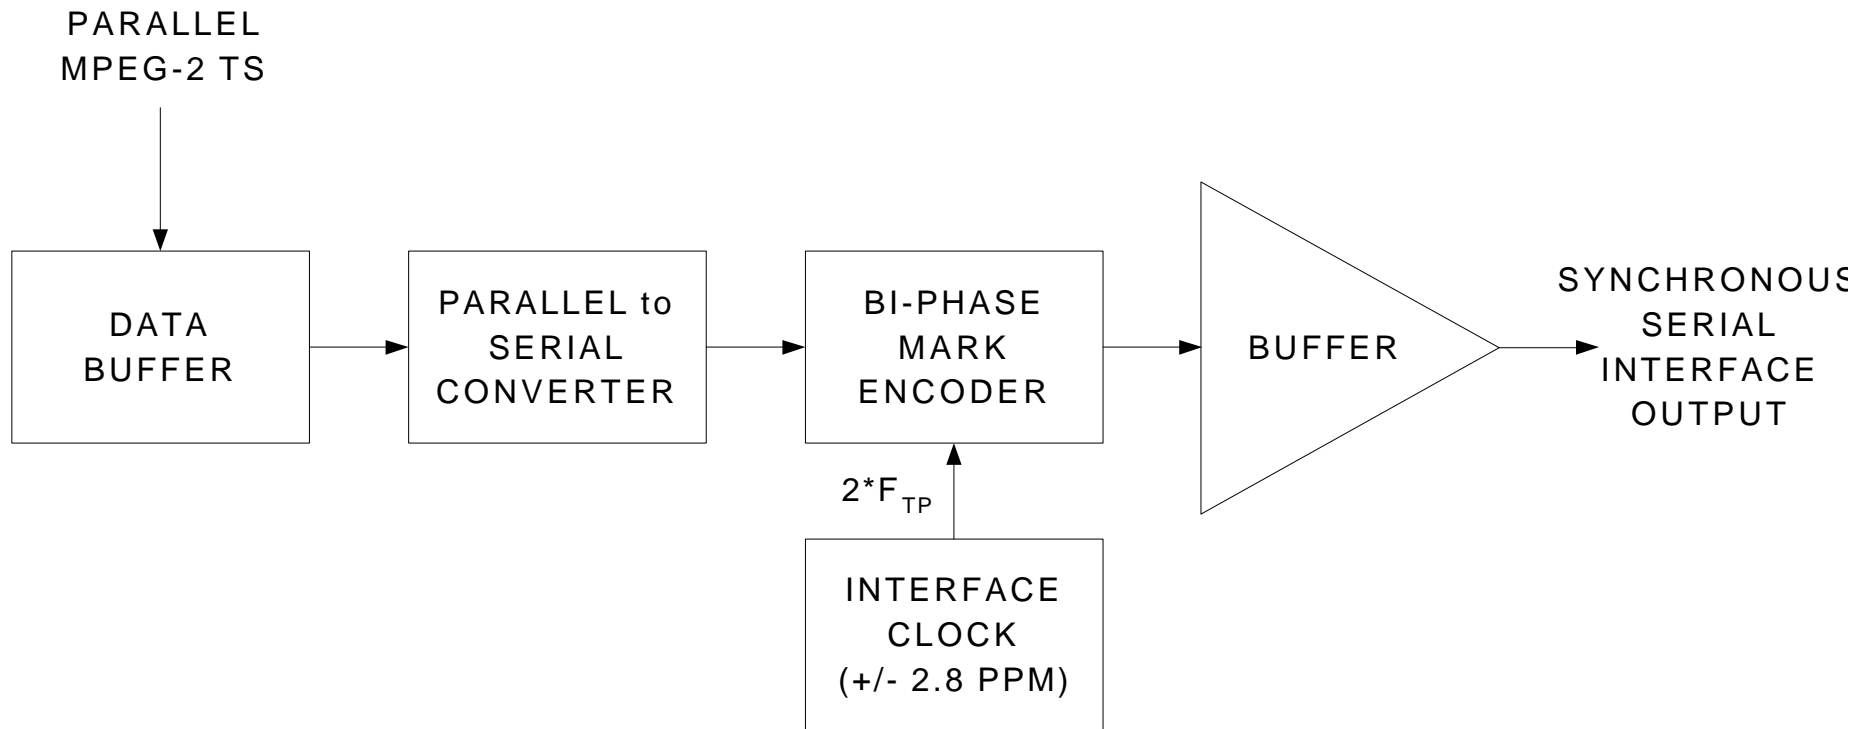 PARALLEL
MPEG-2 TS
DATA
BUFFER
PARALLEL to
SERIAL
CONVERTER
BI-PHASE
MARK
ENCODER
BUFFER
SYNCHRONOUS
SERIAL
INTERFACE
OUTPUT
2*F_TP
INTERFACE
CLOCK
(+/- 2.8 PPM)